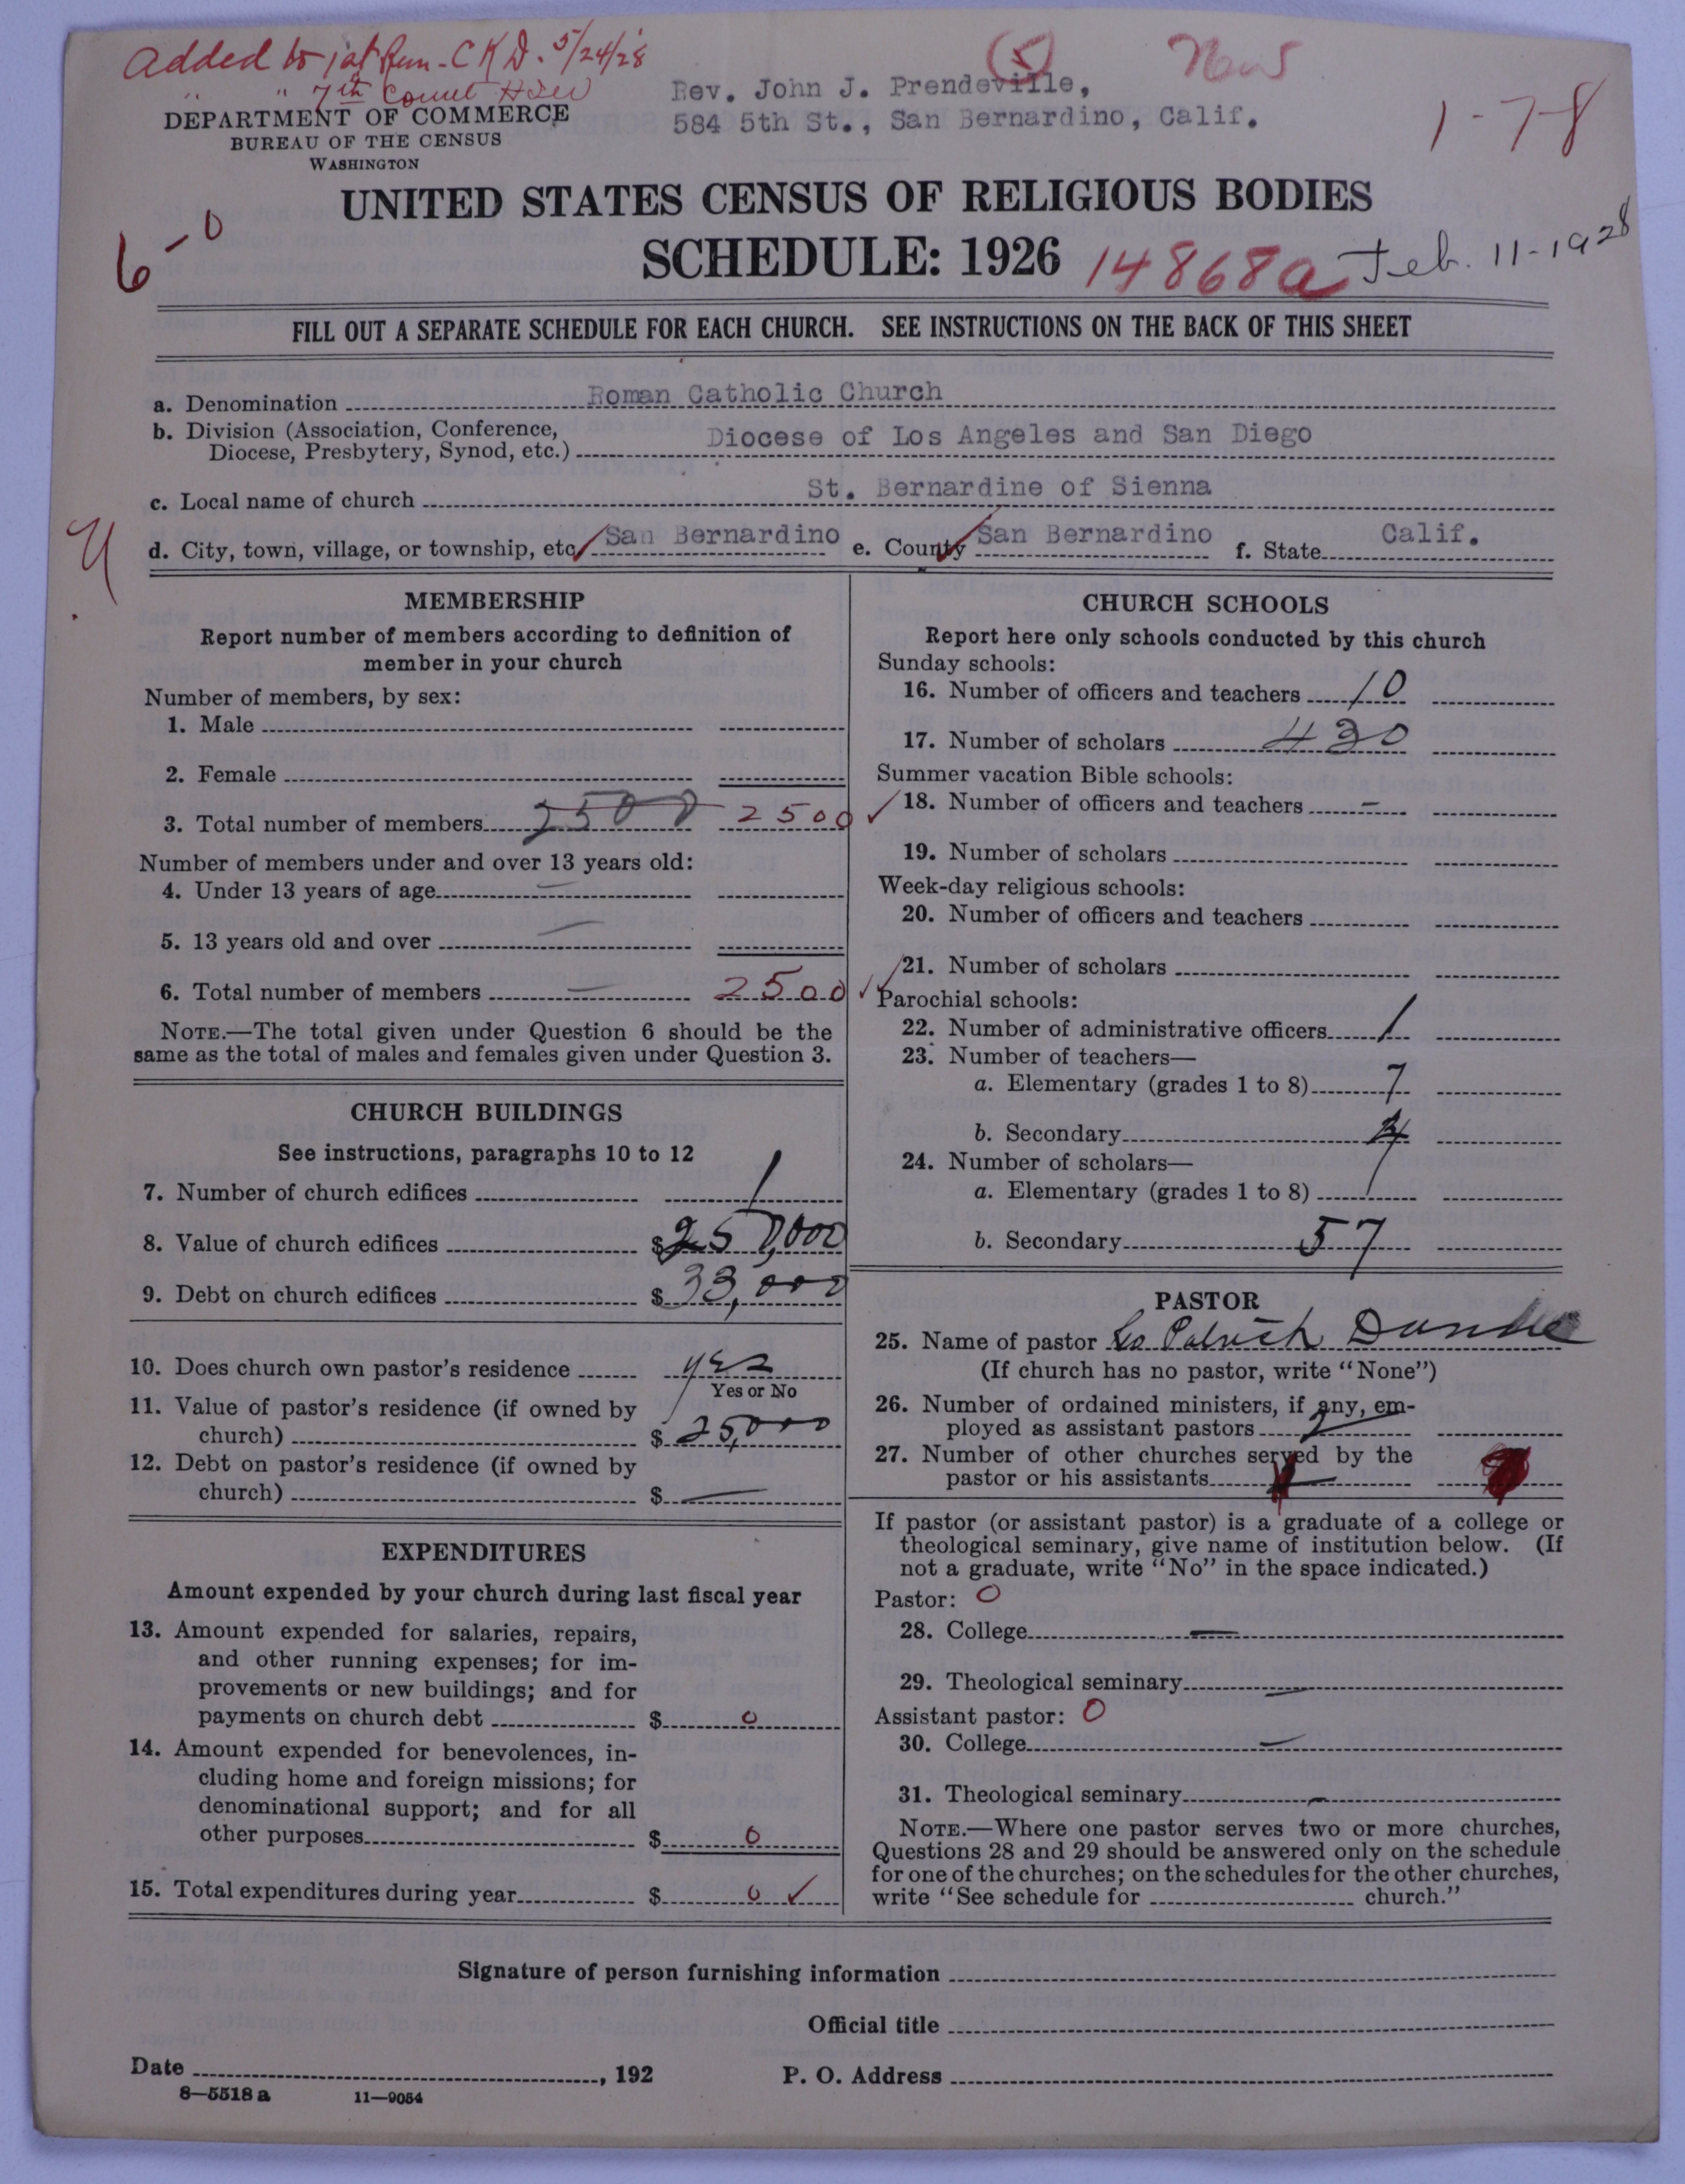 Added to 1st Run - C K D. 5/24/28
" " 7th Count
(5)
New
1-7-8
Rev. John J. Prendeville,
584 5th St., San Bernardino, Calif.
DEPARTMENT OF COMMERCE
BUREAU OF THE CENSUS
WASHINGTON
UNITED STATES CENSUS OF RELIGIOUS BODIES
6-0
SCHEDULE: 1926 14868a Feb. 11-1928
FILL OUT A SEPARATE SCHEDULE FOR EACH CHURCH. SEE INSTRUCTIONS ON THE BACK OF THIS SHEET
a. Denomination Roman Catholic Church
b. Division (Association, Conference,
Diocese, Presbytery, Synod, etc.) Diocese of Los Angeles and San Diego
c. Local name of church St. Bernardine of Sienna
d. City, town, village, or township, etc. San Bernardino e. County San Bernardino f. State Calif.
MEMBERSHIP
Report number of members according to definition of
member in your church
Number of members, by sex:
1. Male
2. Female
3. Total number of members 2500 2500 ✓
Number of members under and over 13 years old:
4. Under 13 years of age —
5. 13 years old and over —
6. Total number of members — 2500 ✓✓
NOTE.—The total given under Question 6 should be the
same as the total of males and females given under Question 3.
CHURCH BUILDINGS
See instructions, paragraphs 10 to 12
7. Number of church edifices 1
8. Value of church edifices $250,000
9. Debt on church edifices $33,000
10. Does church own pastor's residence yes
Yes or No
11. Value of pastor's residence (if owned by
church) $25,000
12. Debt on pastor's residence (if owned by
church) $ —
EXPENDITURES
Amount expended by your church during last fiscal year
13. Amount expended for salaries, repairs,
and other running expenses; for im-
provements or new buildings; and for
payments on church debt $ 0
14. Amount expended for benevolences, in-
cluding home and foreign missions; for
denominational support; and for all
other purposes $ 0
15. Total expenditures during year $ 0 ✓
CHURCH SCHOOLS
Report here only schools conducted by this church
Sunday schools:
16. Number of officers and teachers 10
17. Number of scholars 430
Summer vacation Bible schools:
18. Number of officers and teachers =
19. Number of scholars
Week-day religious schools:
20. Number of officers and teachers
21. Number of scholars
Parochial schools:
22. Number of administrative officers 1
23. Number of teachers—
a. Elementary (grades 1 to 8) 7
b. Secondary
24. Number of scholars—
a. Elementary (grades 1 to 8)
b. Secondary 57
PASTOR
25. Name of pastor Patrick
(If church has no pastor, write "None")
26. Number of ordained ministers, if any, em-
ployed as assistant pastors 2
27. Number of other churches served by the
pastor or his assistants
If pastor (or assistant pastor) is a graduate of a college or
theological seminary, give name of institution below. (If
not a graduate, write "No" in the space indicated.)
Pastor: 0
28. College —
29. Theological seminary —
Assistant pastor: 0
30. College —
31. Theological seminary -
NOTE.—Where one pastor serves two or more churches,
Questions 28 and 29 should be answered only on the schedule
for one of the churches; on the schedules for the other churches,
write "See schedule for church."
Signature of person furnishing information
Official title
Date , 192 P. O. Address
8—5518 a 11—9054